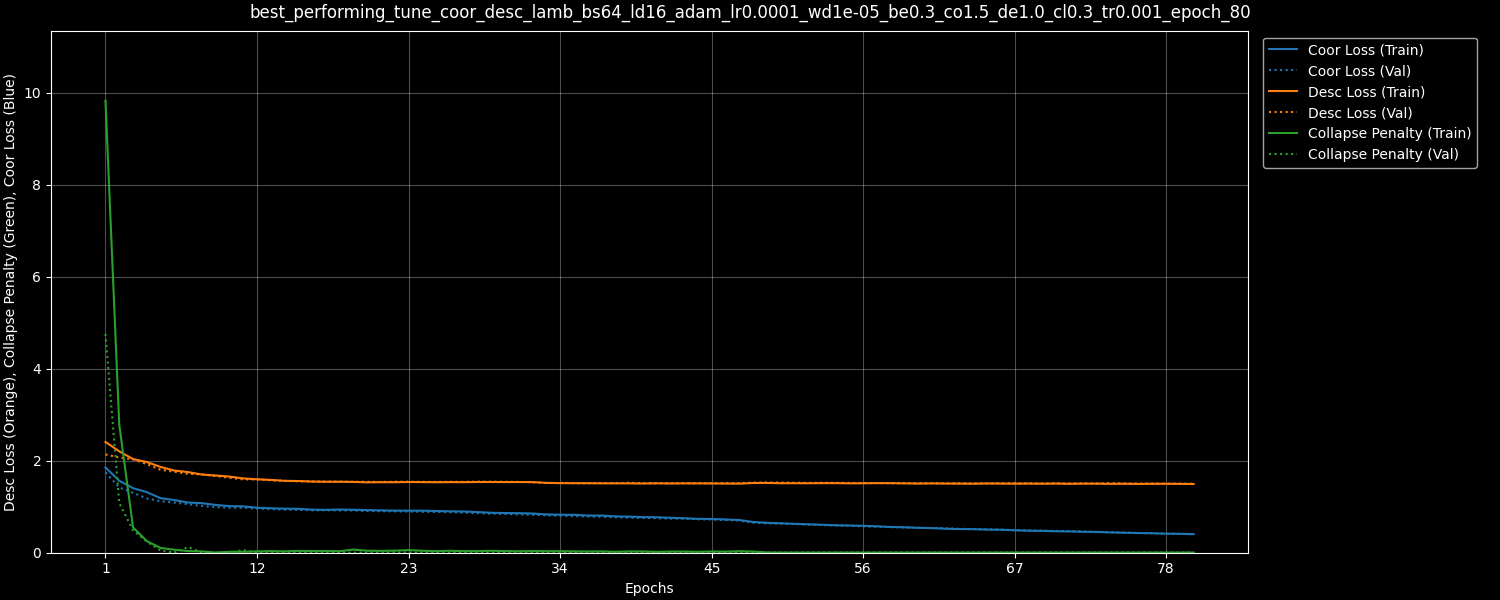 best_performing_tune_coor_desc_lamb_bs64_ld16_adam_lr0.0001_wd1e-05_be0.3_co1.5_de1.0_cl0.3_tr0.001_epoch_80
Desc Loss (Orange), Collapse Penalty (Green), Coor Loss (Blue)
10
8
6
4
2
0
1 12 23 34 45 56 67 78
Epochs
Coor Loss (Train)
Coor Loss (Val)
Desc Loss (Train)
Desc Loss (Val)
Collapse Penalty (Train)
Collapse Penalty (Val)